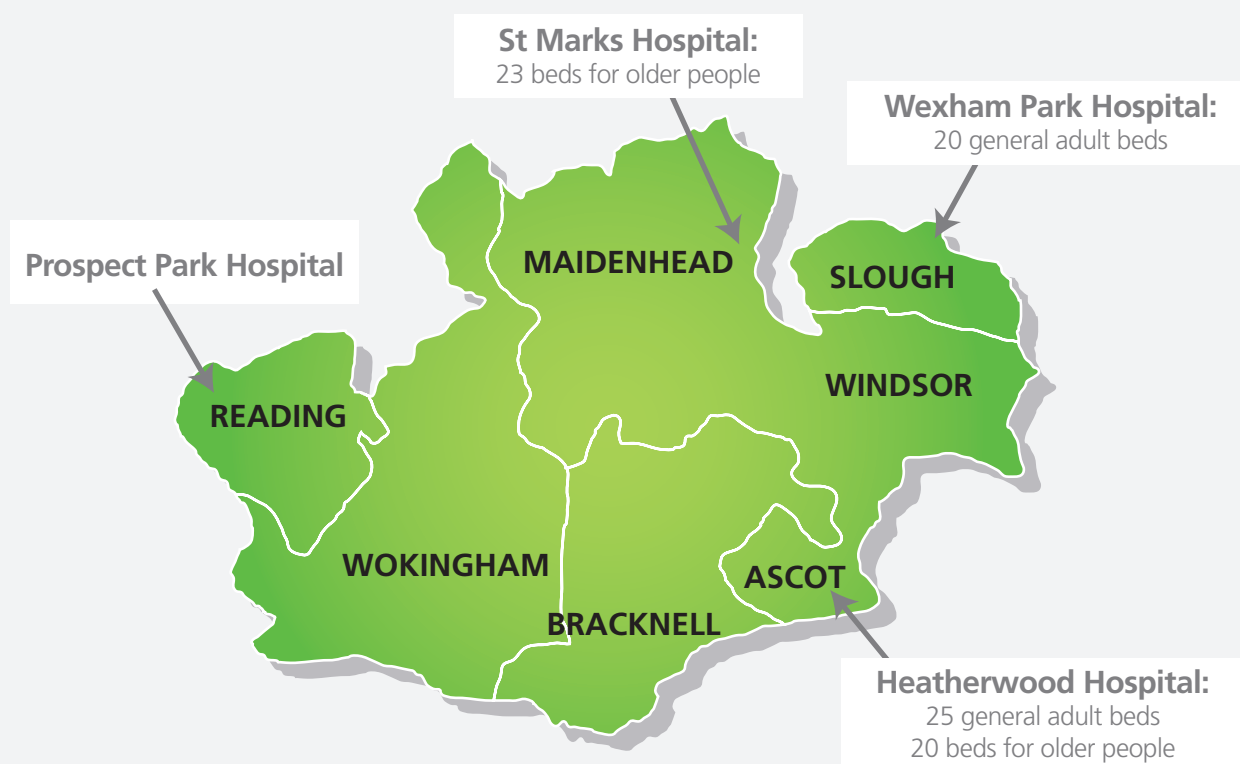 St Marks Hospital:
23 beds for older people
Wexham Park Hospital:
20 general adult beds
Prospect Park Hospital
MAIDENHEAD
SLOUGH
WINDSOR
READING
WOKINGHAM
ASCOT
BRACKNELL
Heatherwood Hospital:
25 general adult beds
20 beds for older people